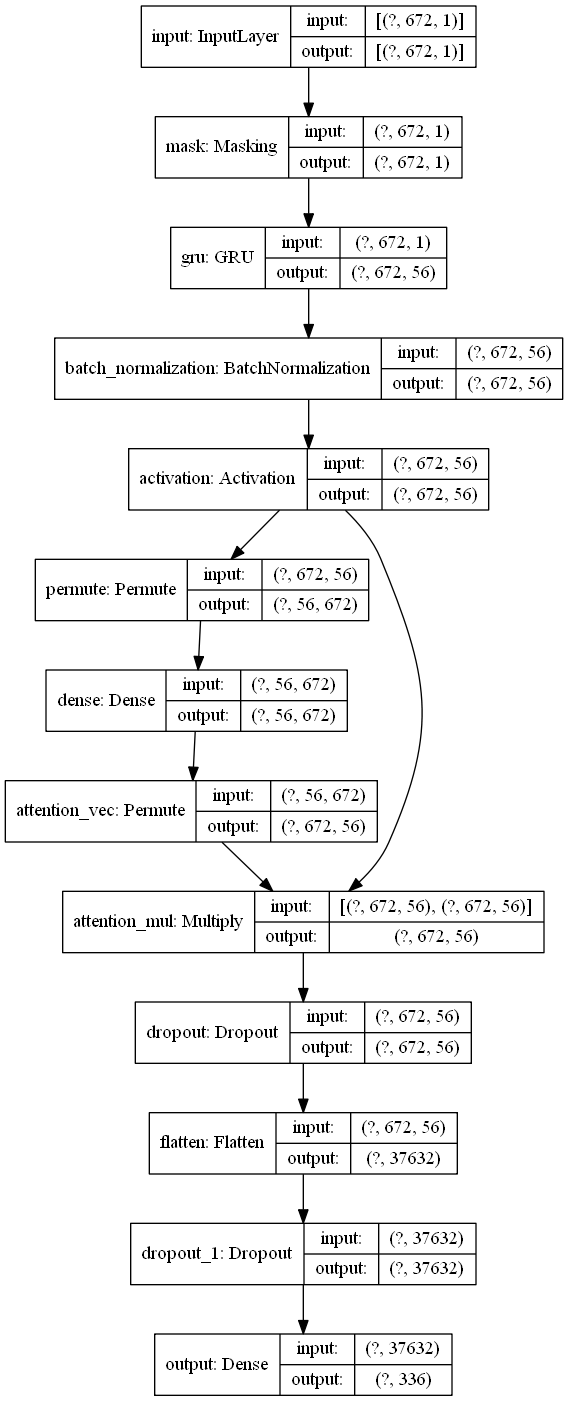 input: InputLayer
input: [(?, 672, 1)]
output: [(?, 672, 1)]
mask: Masking
input: (?, 672, 1)
output: (?, 672, 1)
gru: GRU
input: (?, 672, 1)
output: (?, 672, 56)
batch_normalization: BatchNormalization
input: (?, 672, 56)
output: (?, 672, 56)
activation: Activation
input: (?, 672, 56)
output: (?, 672, 56)
permute: Permute
input: (?, 672, 56)
output: (?, 56, 672)
dense: Dense
input: (?, 56, 672)
output: (?, 56, 672)
attention_vec: Permute
input: (?, 56, 672)
output: (?, 672, 56)
attention_mul: Multiply
input: [(?, 672, 56), (?, 672, 56)]
output: (?, 672, 56)
dropout: Dropout
input: (?, 672, 56)
output: (?, 672, 56)
flatten: Flatten
input: (?, 672, 56)
output: (?, 37632)
dropout_1: Dropout
input: (?, 37632)
output: (?, 37632)
output: Dense
input: (?, 37632)
output: (?, 336)